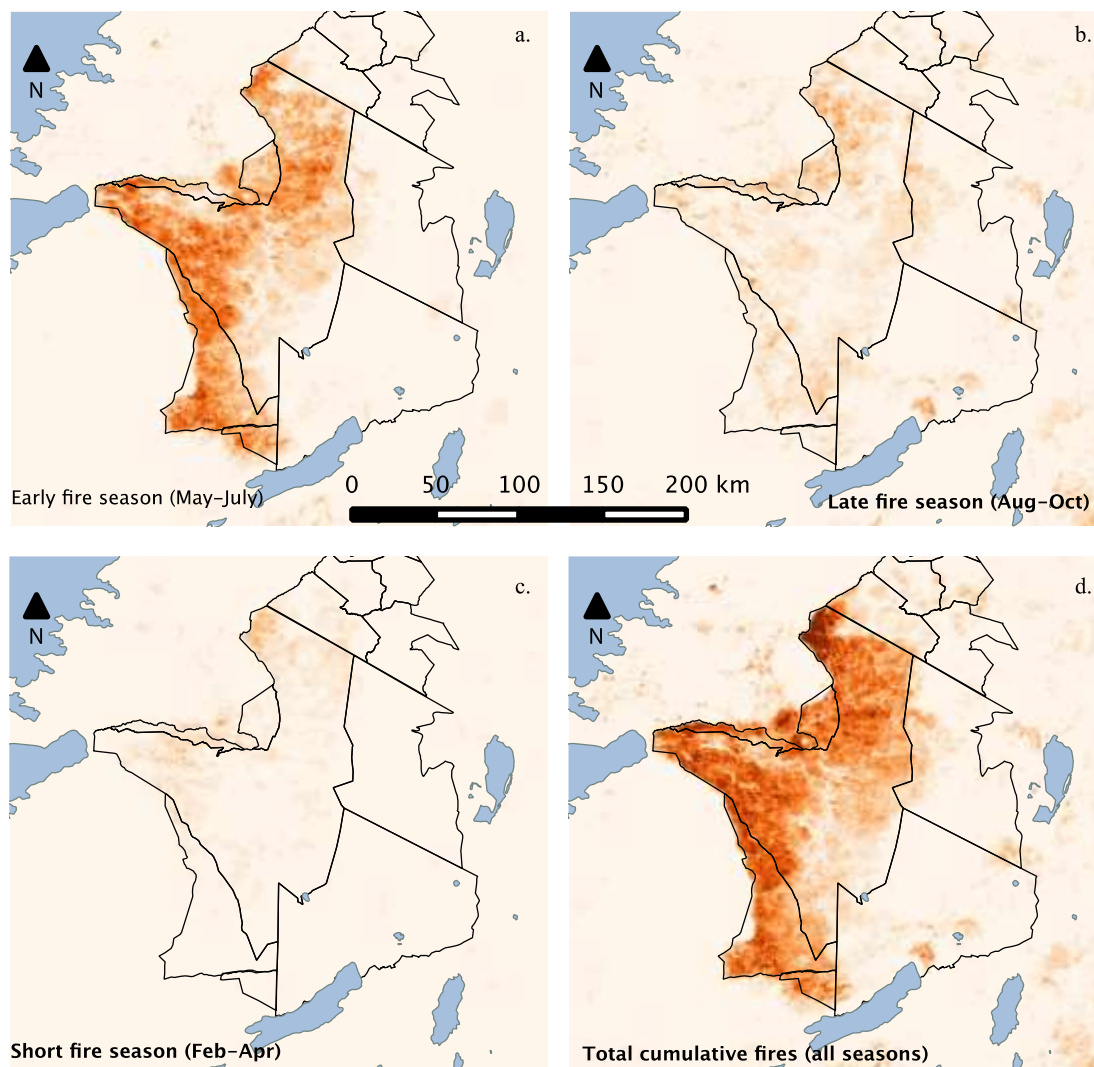 a.
b.
N
N
Early fire season (May-July)
0 50 100 150 200 km
Late fire season (Aug-Oct)
c.
d.
N
N
Short fire season (Feb-Apr)
Total cumulative fires (all seasons)